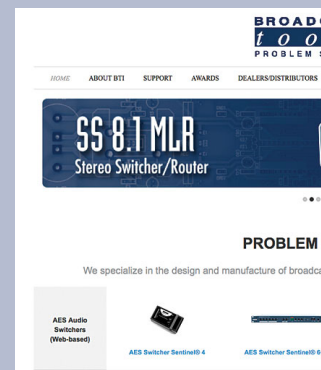 BROADC
too
PROBLEM S
HOME ABOUT BTI SUPPORT AWARDS DEALERS/DISTRIBUTORS
SS 8.1 MLR
Stereo Switcher/Router
PROBLEM
We specialize in the design and manufacture of broadca
AES Audio
Switchers
(Web-based)
AES Switcher Sentinel® 4 AES Switcher Sentinel® 6